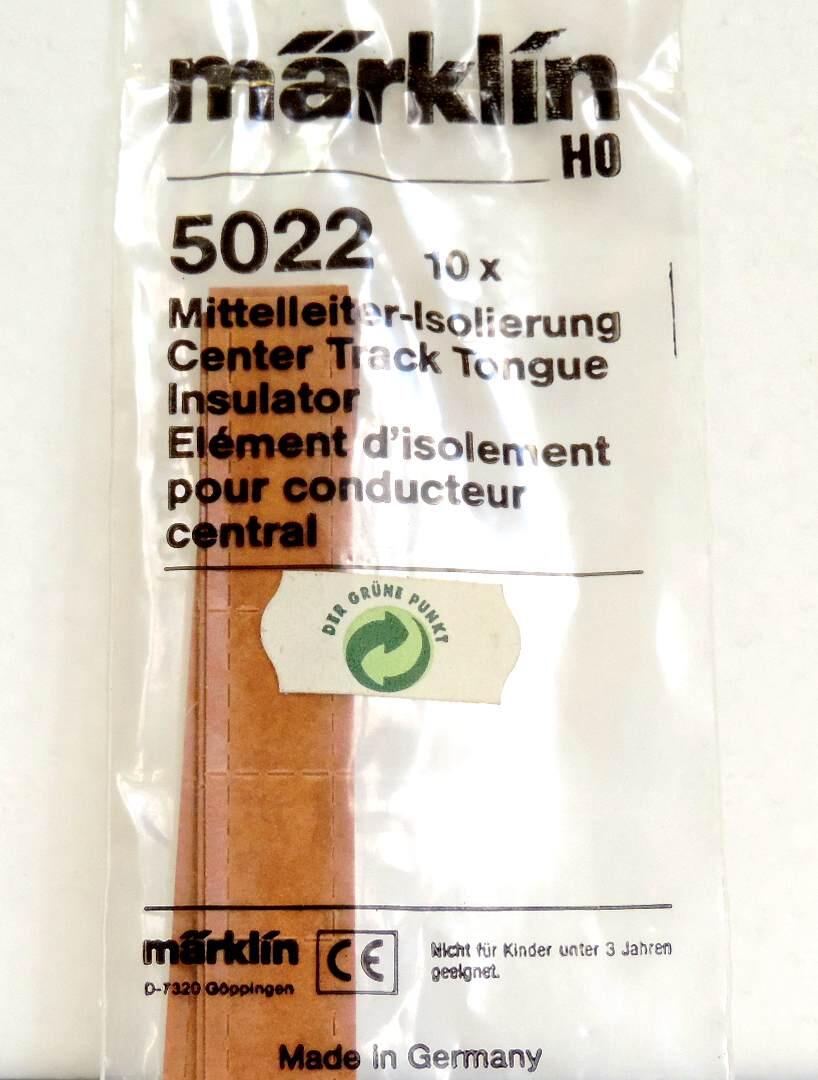 märklin
HO
5022 10 x
Mittelleiter-Isolierung
Center Track Tongue
Insulator
Elément d'isolement
pour conducteur
central
DER GRÜNE PUNKT
märklin CE Nicht für Kinder unter 3 Jahren
D-7320 Göppingen geeignet.
Made in Germany